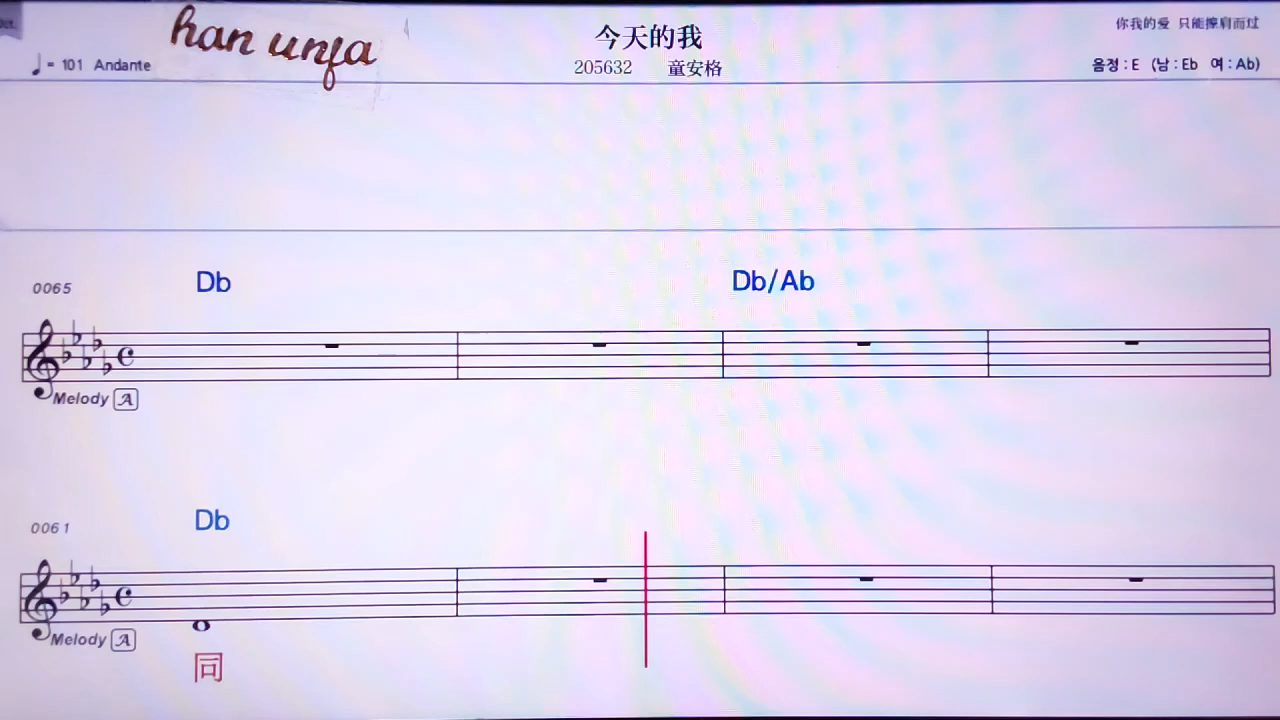 han unfa
今天的我
205632 童安格
♩= 101 Andante
你我的爱 只能擦肩而过
음정 : E (남 : Eb 여 : Ab)
0065
Db
Db/Ab
Melody A
0061
Db
Melody A
同